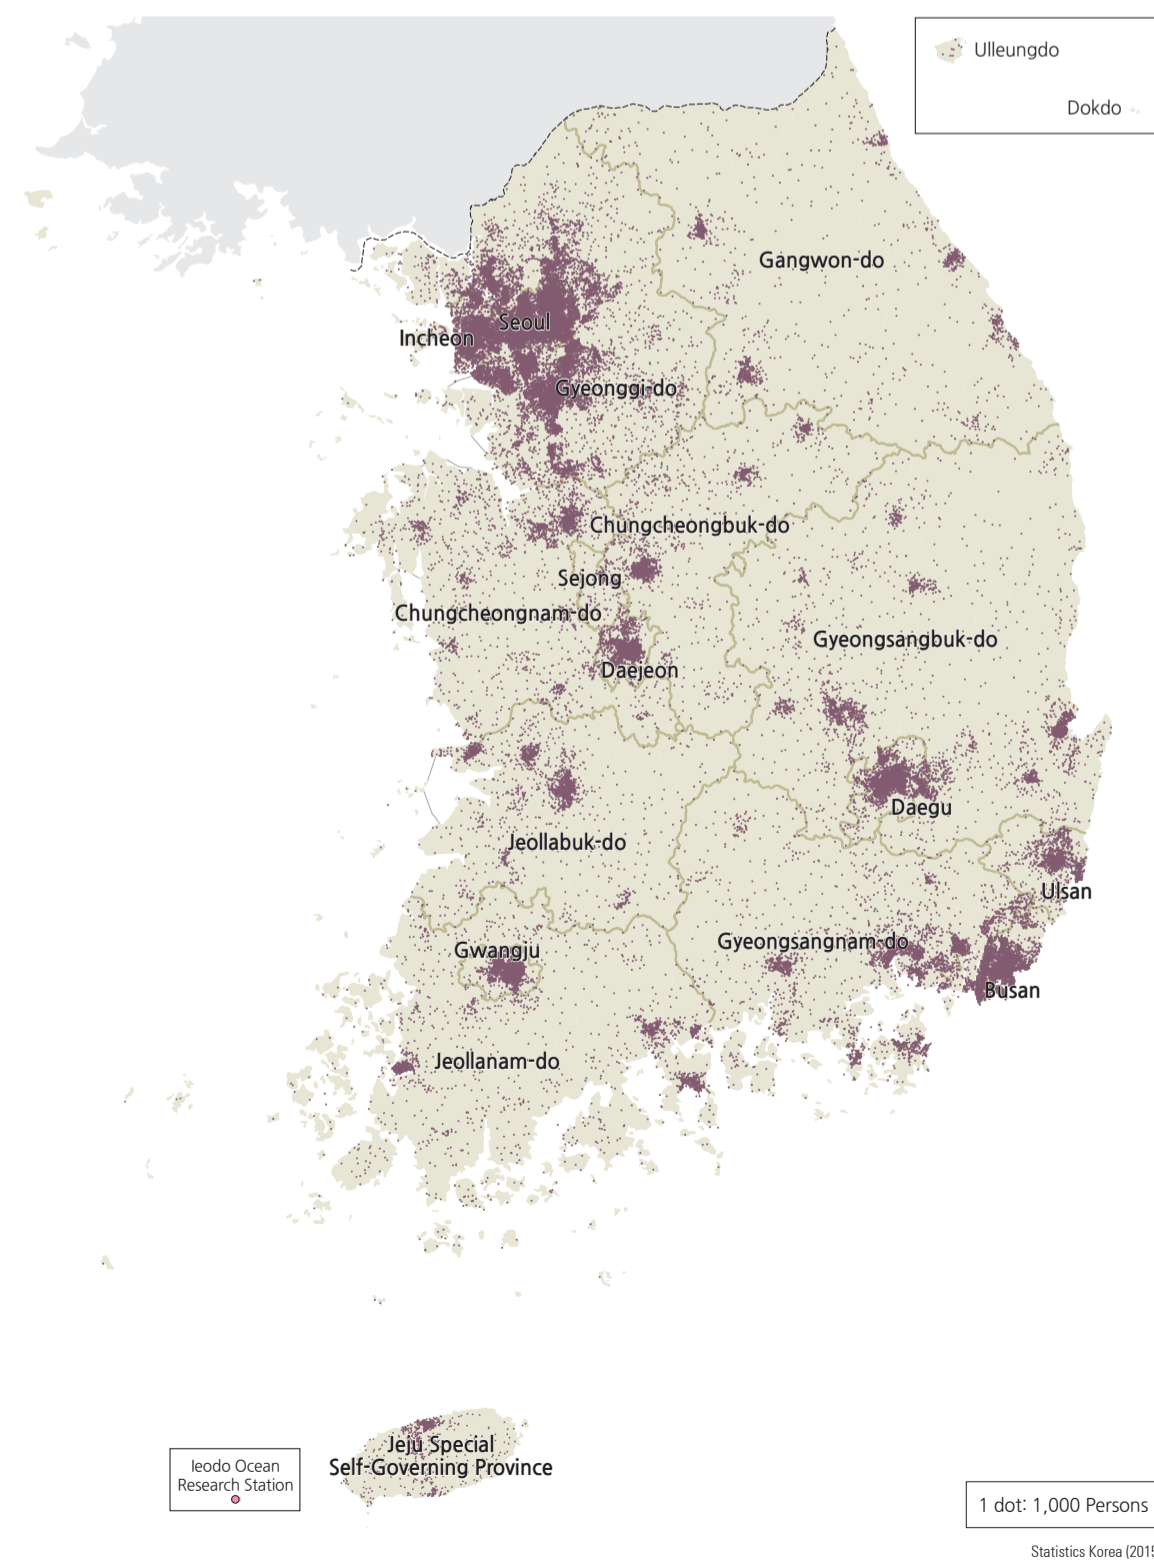 Ulleungdo
Dokdo
Gangwon-do
Seoul
Incheon
Gyeonggi-do
Chungcheongbuk-do
Sejong
Chungcheongnam-do
Gyeongsangbuk-do
Daejeon
Daegu
Jeollabuk-do
Ulsan
Gyeongsangnam-do
Gwangju
Busan
Jeollanam-do
Jeju Special
Self-Governing Province
Ieodo Ocean
Research Station
1 dot: 1,000 Persons
Statistics Korea (2015